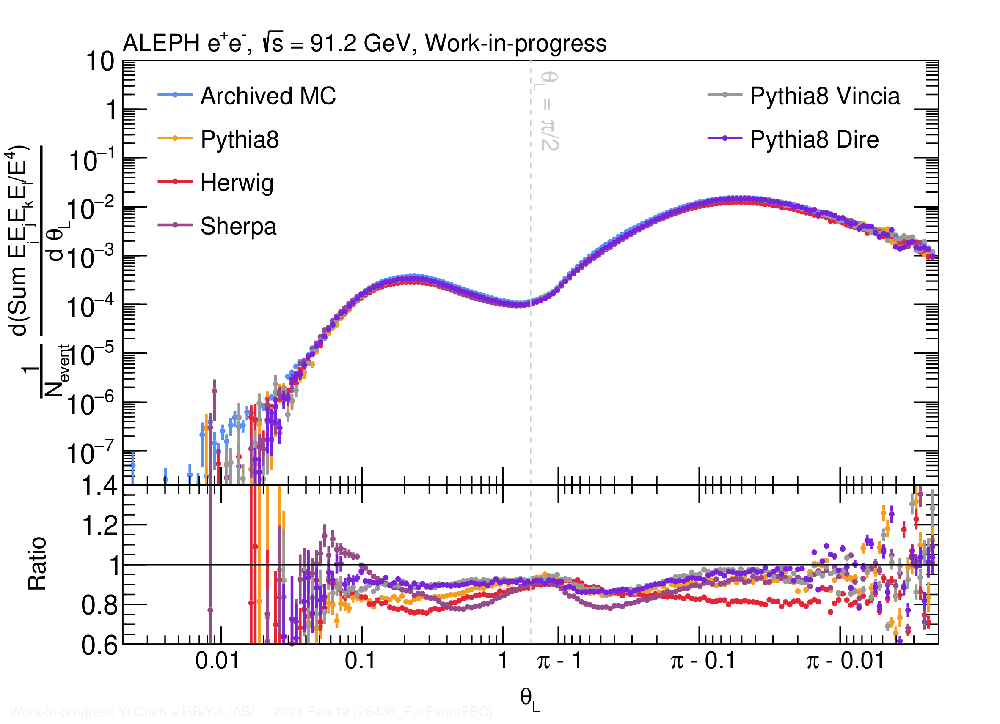 ALEPH e+e-, √s = 91.2 GeV, Work-in-progress
10
1
10−1
10−2
10−3
10−4
10−5
10−6
10−7
1 d(Sum EiEjEkEl/E4)
Nevent d θL
Archived MC
Pythia8
Herwig
Sherpa
θL = π/2
Pythia8 Vincia
Pythia8 Dire
1.4
1.2
1
0.8
0.6
Ratio
0.01 0.1 1 π - 1 π - 0.1 π - 0.01
θL
Work-in-progress Yi Chen + HB/YJL/AB/..., 2024 Feb 12 (26436_FullEventEEC)